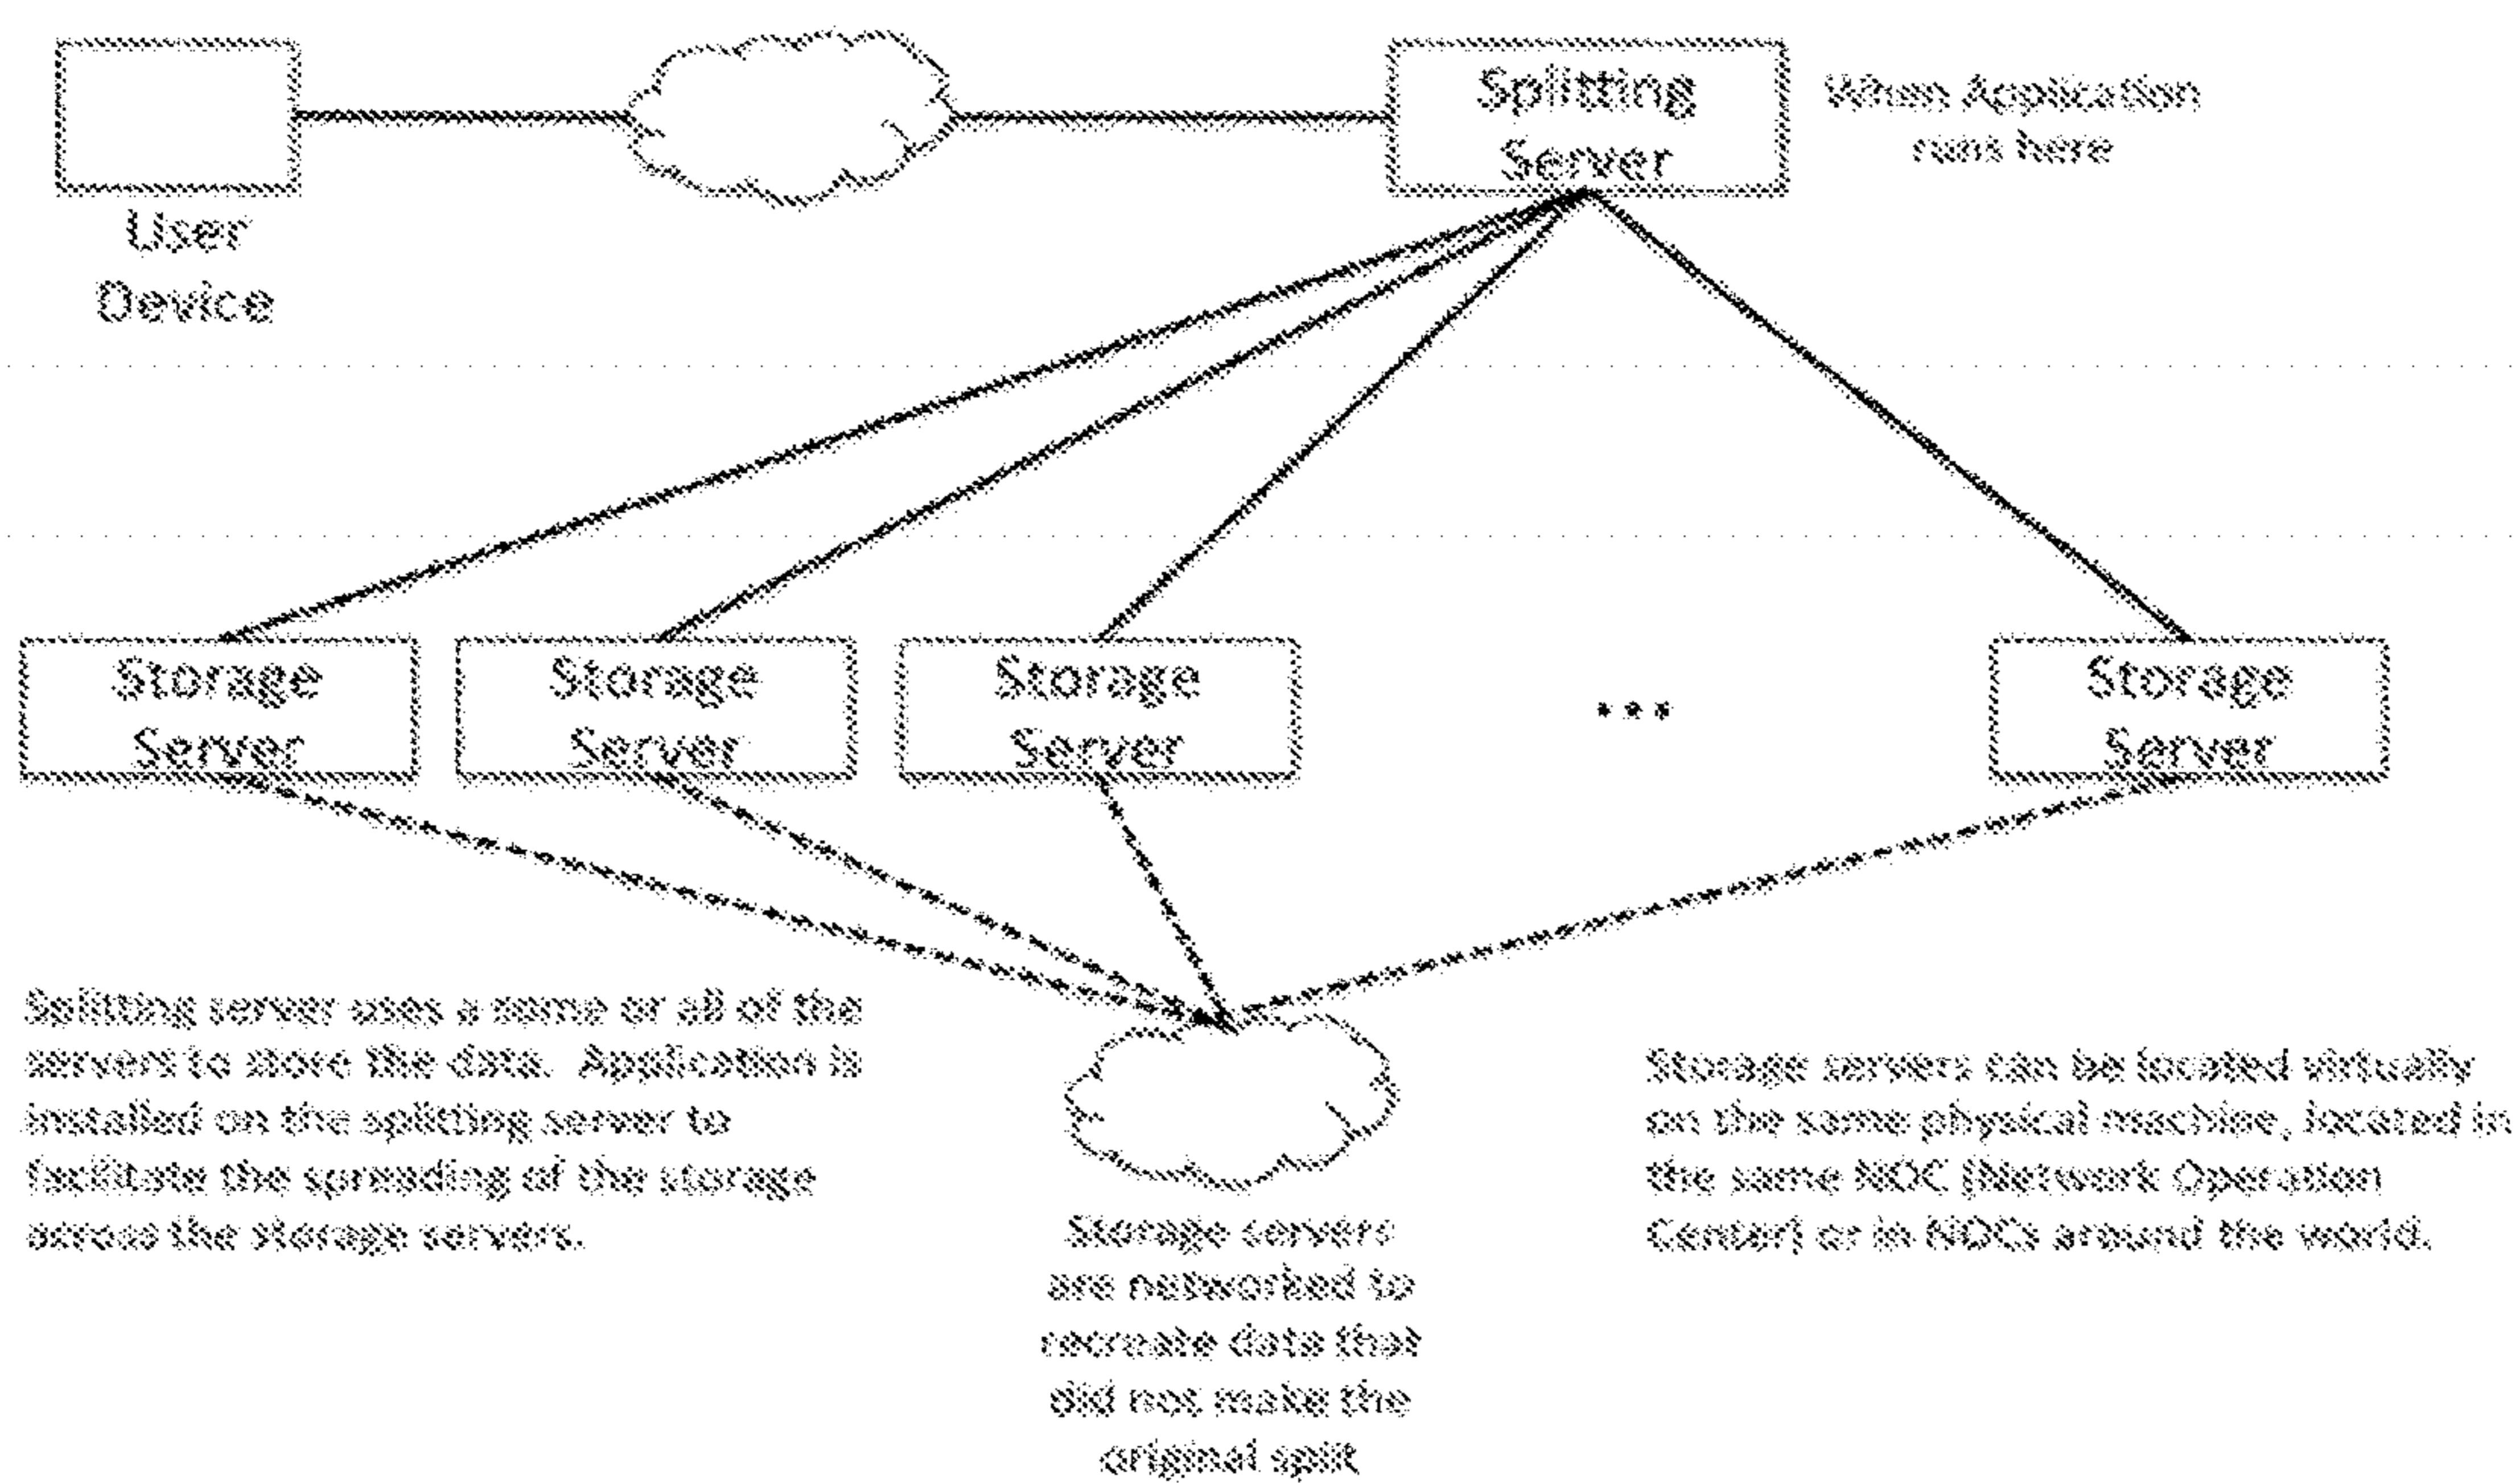 Splitting
Server
When Application
runs here
User
Device
Storage
Server
Storage
Server
Storage
Server
...
Storage
Server
Splitting server uses a some or all of the
servers to store the data. Application is
installed on the splitting server to
facilitate the spreading of the storage
across the storage servers.
Storage servers
are networked to
recreate data that
did not make the
original split
Storage servers can be located virtually
on the same physical machine, located in
the same NOC (Network Operation
Center) or in NOCs around the world.